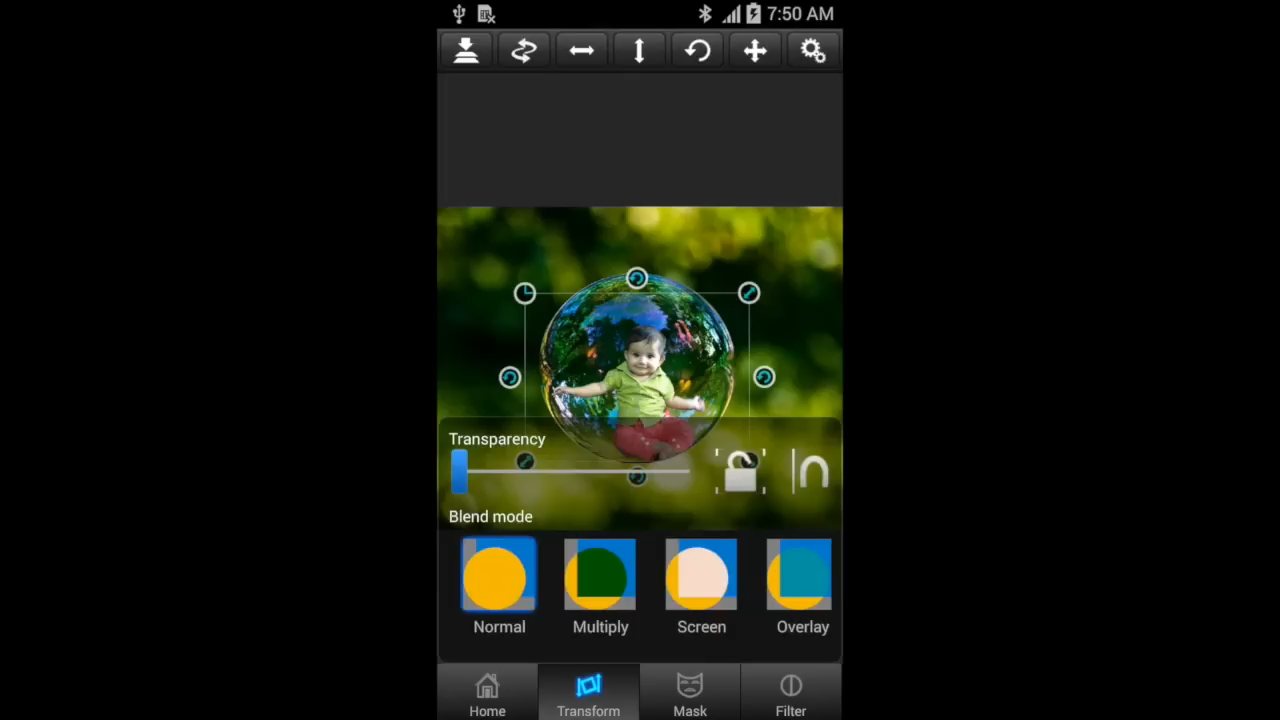 7:50 AM
Transparency
Blend mode
Normal Multiply Screen Overlay
Home Transform Mask Filter